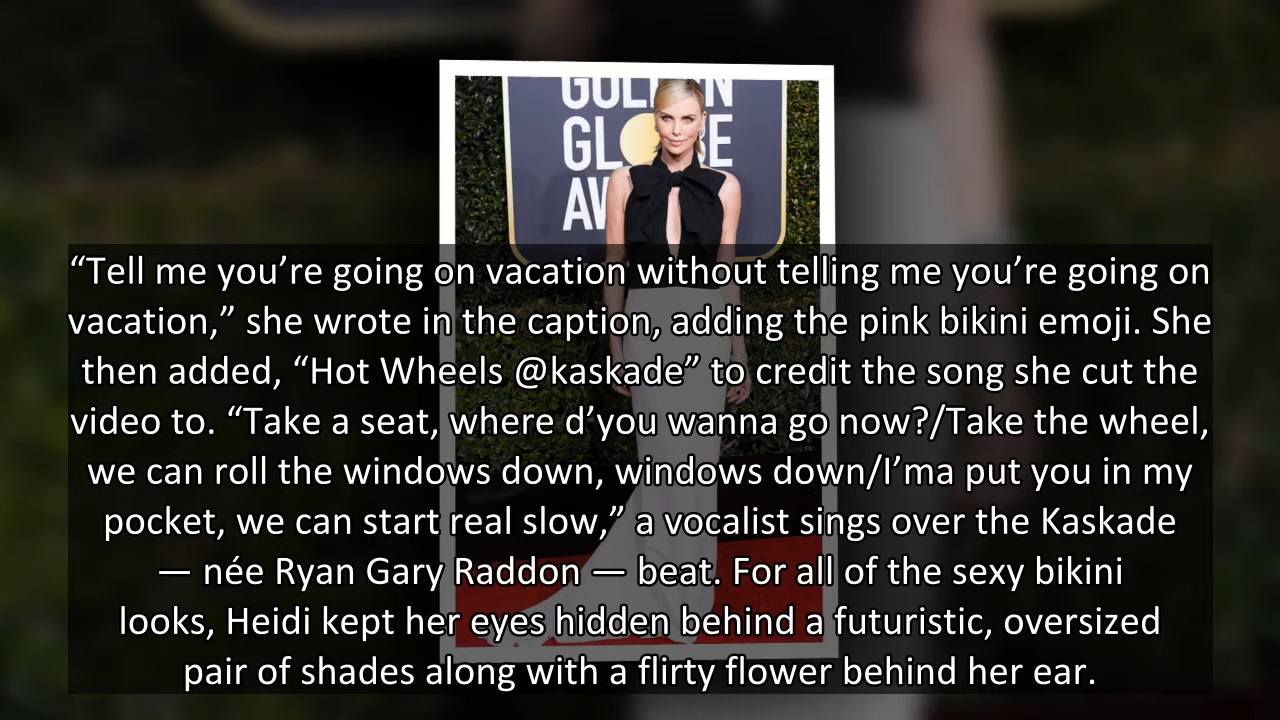 GOLDEN
GLOBE
“Tell me you’re going on vacation without telling me you’re going on
vacation,” she wrote in the caption, adding the pink bikini emoji. She
then added, “Hot Wheels @kaskade” to credit the song she cut the
video to. “Take a seat, where d’you wanna go now?/Take the wheel,
we can roll the windows down, windows down/I’ma put you in my
pocket, we can start real slow,” a vocalist sings over the Kaskade
— née Ryan Gary Raddon — beat. For all of the sexy bikini
looks, Heidi kept her eyes hidden behind a futuristic, oversized
pair of shades along with a flirty flower behind her ear.